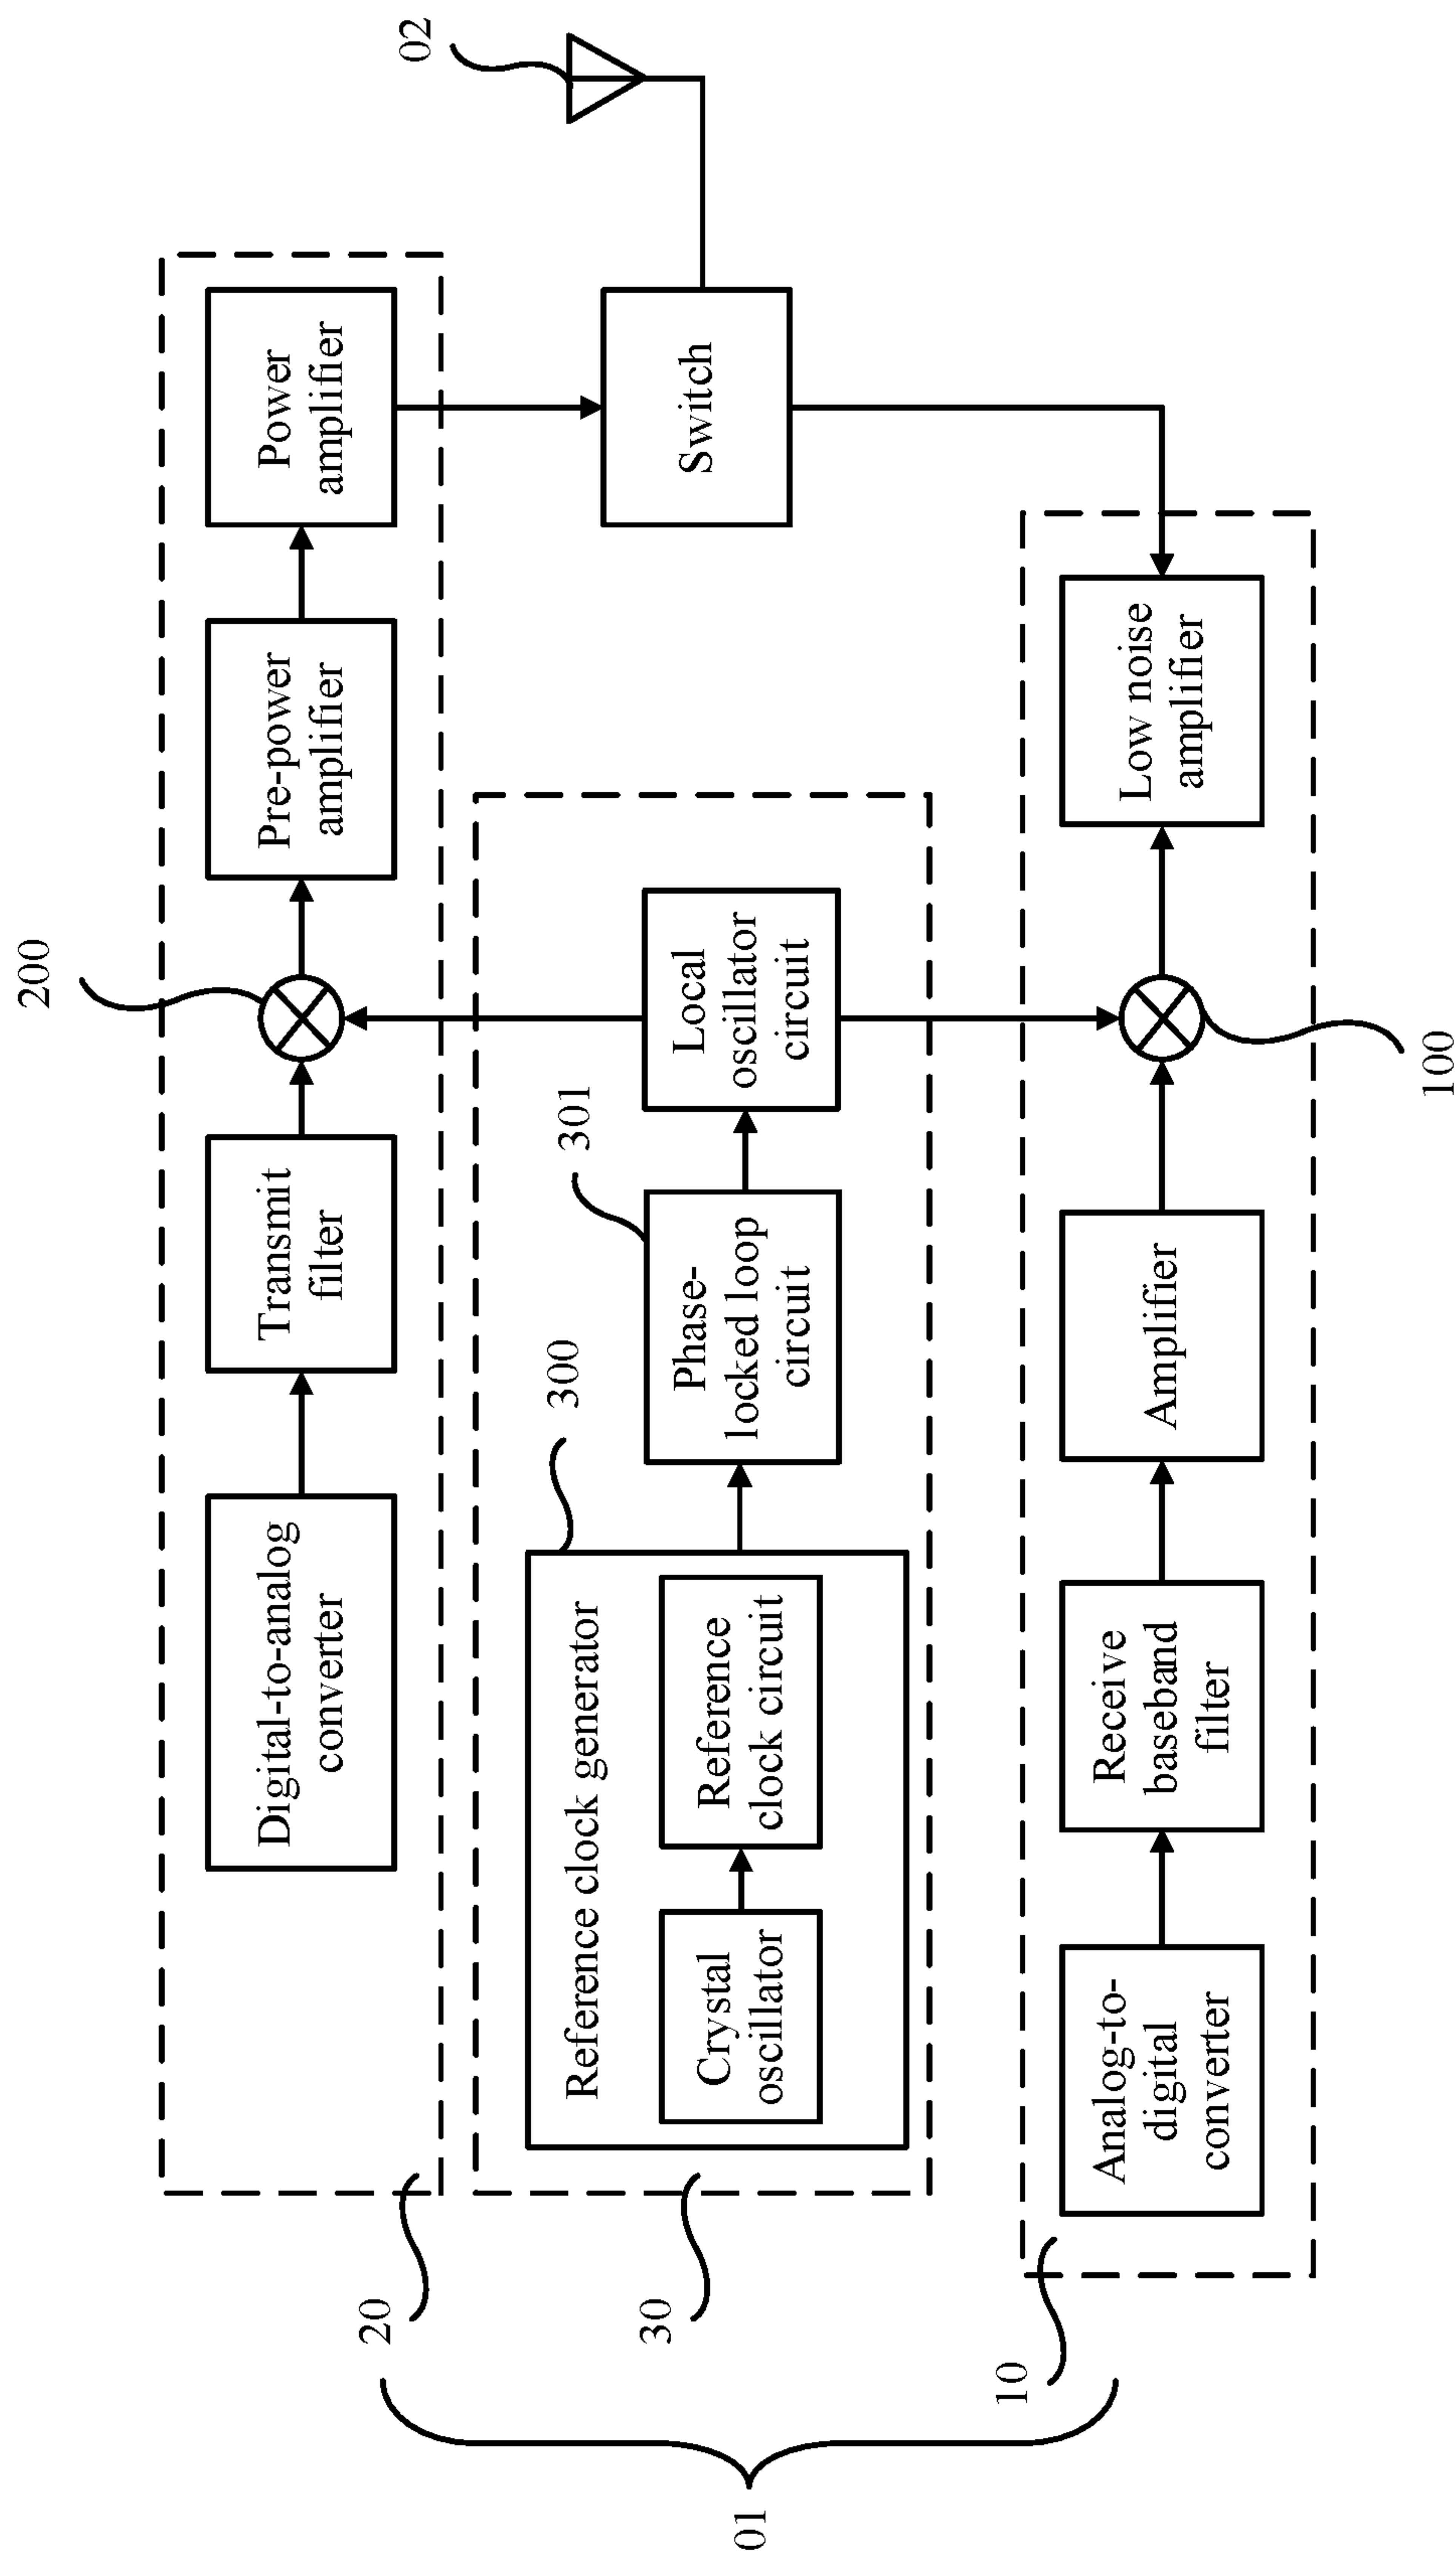 200
02
Digital-to-analog
converter
Transmit
filter
Pre-power
amplifier
Power
amplifier
20
300
301
Reference clock generator
Crystal
oscillator
Reference
clock circuit
Phase-
locked loop
circuit
Local
oscillator
circuit
Switch
30
01
10
Analog-to-
digital
converter
Receive
baseband
filter
Amplifier
Low noise
amplifier
100